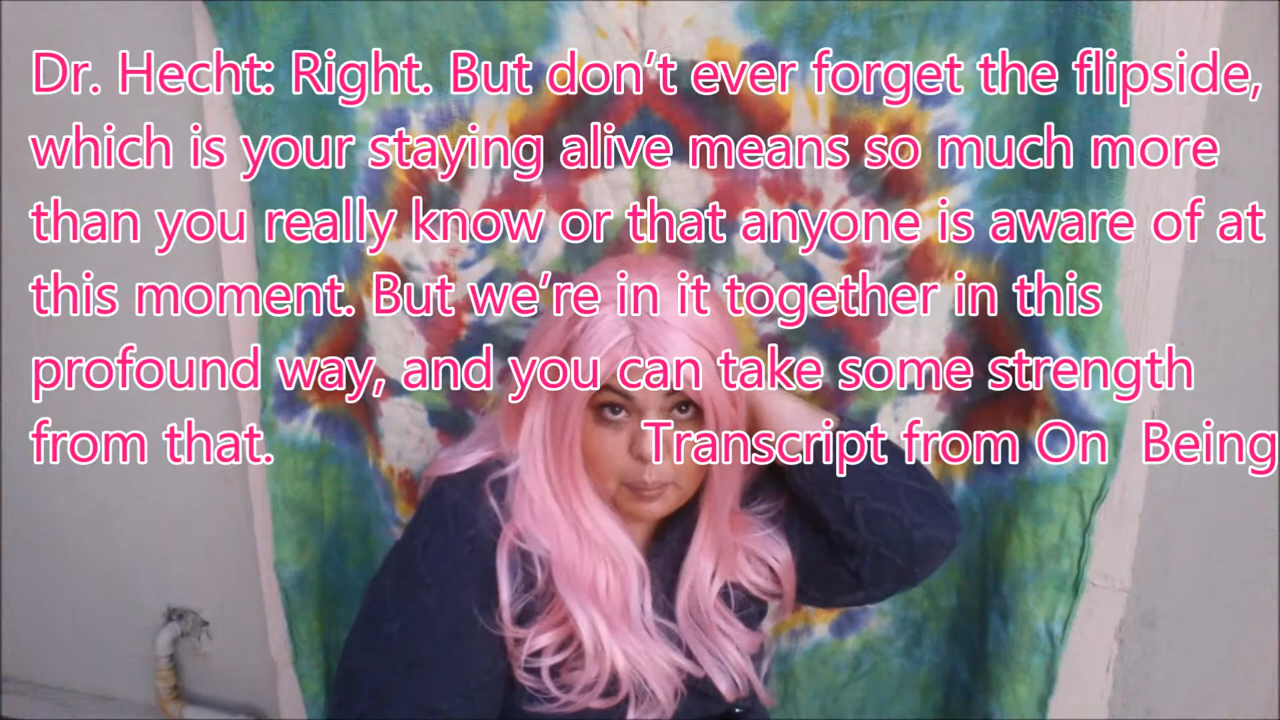 Dr. Hecht: Right. But don’t ever forget the flipside,
which is your staying alive means so much more
than you really know or that anyone is aware of at
this moment. But we’re in it together in this
profound way, and you can take some strength
from that. Transcript from On Being